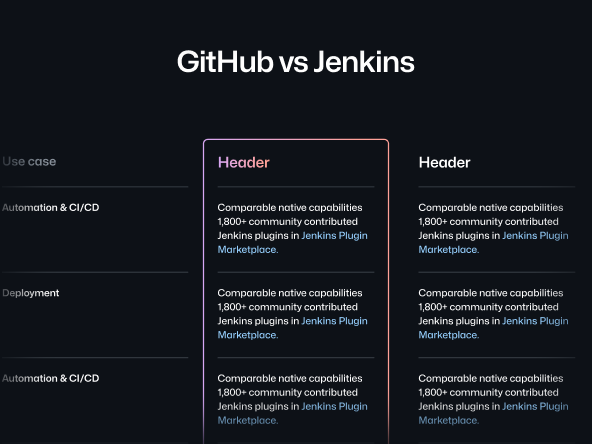 GitHub vs Jenkins
Use case
Header
Header
Automation & CI/CD
Comparable native capabilities
1,800+ community contributed
Jenkins plugins in Jenkins Plugin
Marketplace.
Comparable native capabilities
1,800+ community contributed
Jenkins plugins in Jenkins Plugin
Marketplace.
Deployment
Comparable native capabilities
1,800+ community contributed
Jenkins plugins in Jenkins Plugin
Marketplace.
Comparable native capabilities
1,800+ community contributed
Jenkins plugins in Jenkins Plugin
Marketplace.
Automation & CI/CD
Comparable native capabilities
1,800+ community contributed
Jenkins plugins in Jenkins Plugin
Marketplace.
Comparable native capabilities
1,800+ community contributed
Jenkins plugins in Jenkins Plugin
Marketplace.